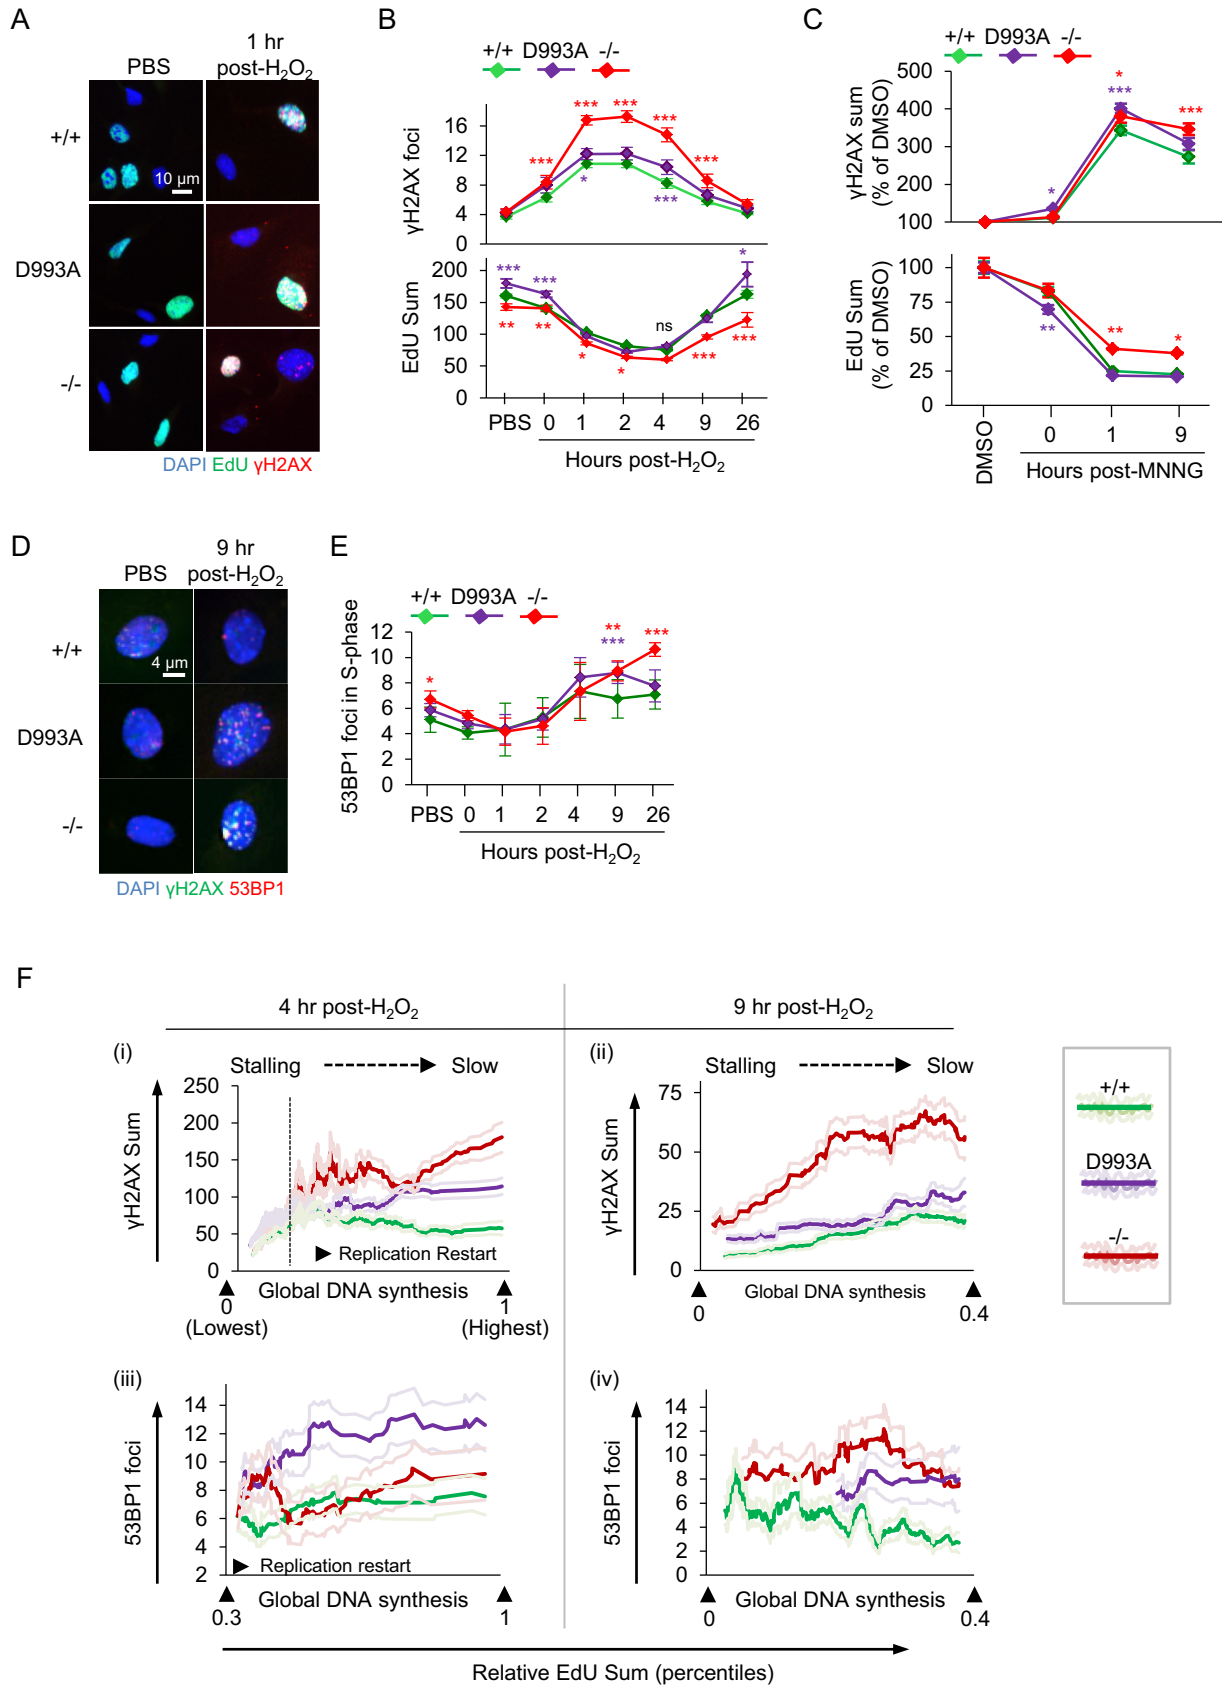 A
PBS
1 hr
post-H₂O₂
+/+
10 µm
D993A
-/-
DAPI EdU γH2AX
B
+/+ D993A -/-
γH2AX foci
16
12
8
4
0
*** *** *** *** ***
* ***
EdU Sum
200
150
100
50
0
*** *** ns *
** ** * * *** ***
PBS 0 1 2 4 9 26
Hours post-H₂O₂
C
+/+ D993A -/-
γH2AX sum
(% of DMSO)
500
400
300
200
100
* *** * ***
EdU Sum
(% of DMSO)
100
75
50
25
0
** ** *
DMSO 0 1 9
Hours post-MNNG
D
PBS
9 hr
post-H₂O₂
+/+
4 µm
D993A
-/-
DAPI γH2AX 53BP1
E
+/+ D993A -/-
53BP1 foci in S-phase
12
10
8
6
4
2
0
* ** *** ***
PBS 0 1 2 4 9 26
Hours post-H₂O₂
F
4 hr post-H₂O₂
9 hr post-H₂O₂
(i)
Stalling Slow
γH2AX Sum
250
200
150
100
50
0
Replication Restart
Global DNA synthesis
0 1
(Lowest) (Highest)
(ii)
Stalling Slow
γH2AX Sum
75
50
25
0
Global DNA synthesis
0 0.4
+/+
D993A
-/-
(iii)
53BP1 foci
14
12
10
8
6
4
2
Replication restart
Global DNA synthesis
0.3 1
(iv)
53BP1 foci
14
12
10
8
6
4
2
0
Global DNA synthesis
0 0.4
Relative EdU Sum (percentiles)